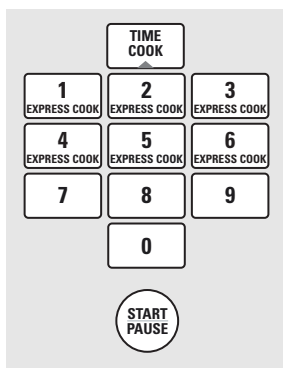 TIME
COOK
1 2 3
EXPRESS COOK EXPRESS COOK EXPRESS COOK
4 5 6
EXPRESS COOK EXPRESS COOK EXPRESS COOK
7 8 9
0
START
PAUSE